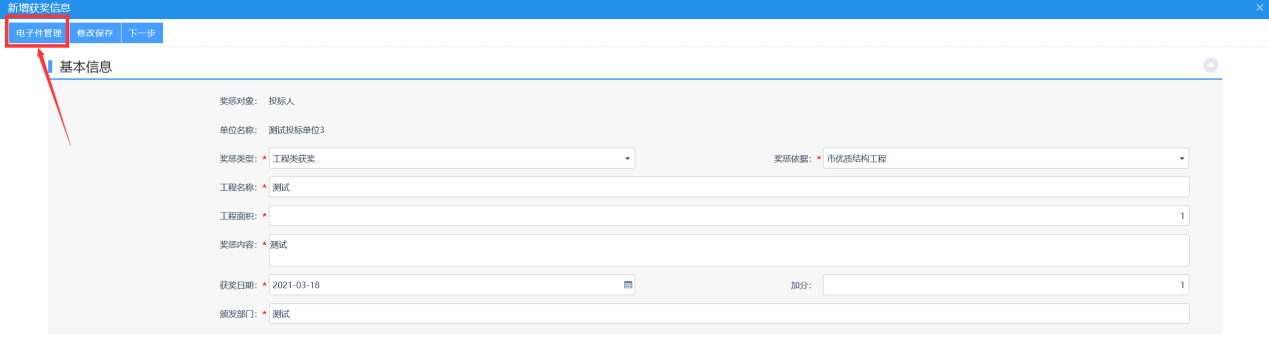 新增获奖信息
电子件管理 修改保存 下一步
基本信息
奖惩对象： 投标人
单位名称： 测试投标单位3
奖惩类型：* 工程类获奖 奖惩依据：* 市优质结构工程
工程名称：* 测试
工程面积：* 1
奖惩内容：* 测试
获奖日期：* 2021-03-18 加分： 1
颁发部门：* 测试